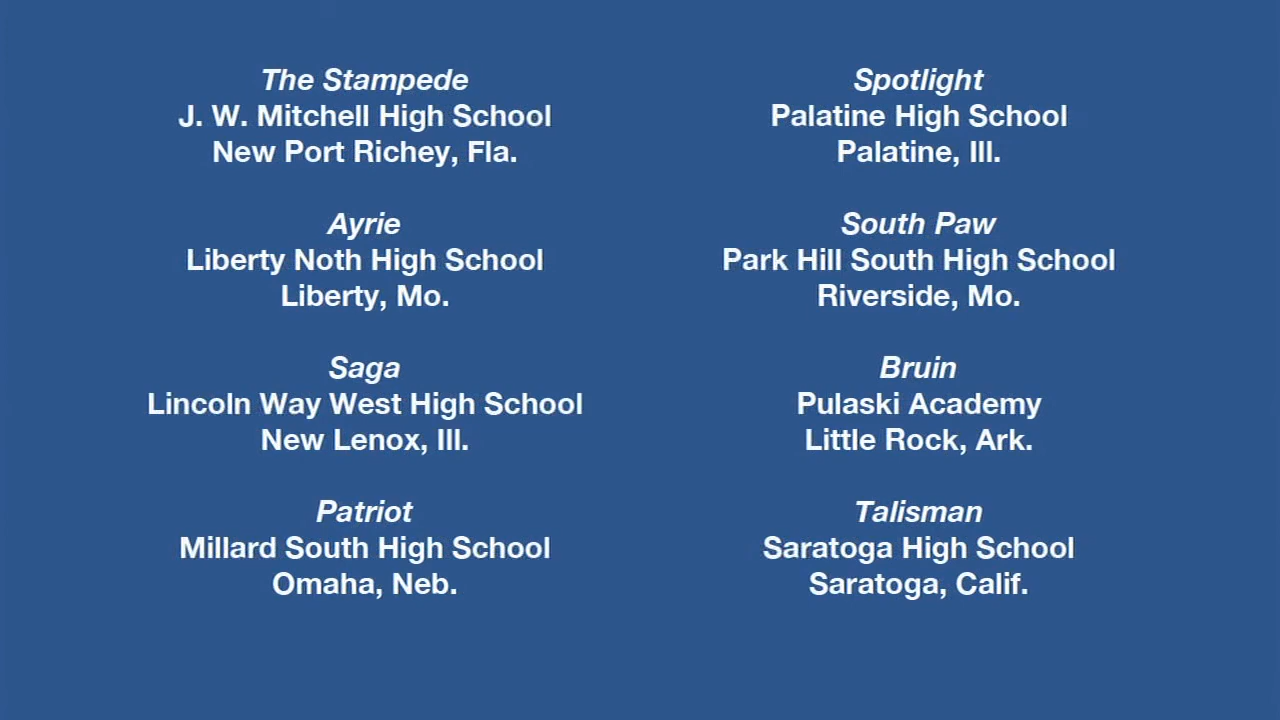 The Stampede
J. W. Mitchell High School
New Port Richey, Fla.
Ayrie
Liberty Noth High School
Liberty, Mo.
Saga
Lincoln Way West High School
New Lenox, Ill.
Patriot
Millard South High School
Omaha, Neb.
Spotlight
Palatine High School
Palatine, Ill.
South Paw
Park Hill South High School
Riverside, Mo.
Bruin
Pulaski Academy
Little Rock, Ark.
Talisman
Saratoga High School
Saratoga, Calif.